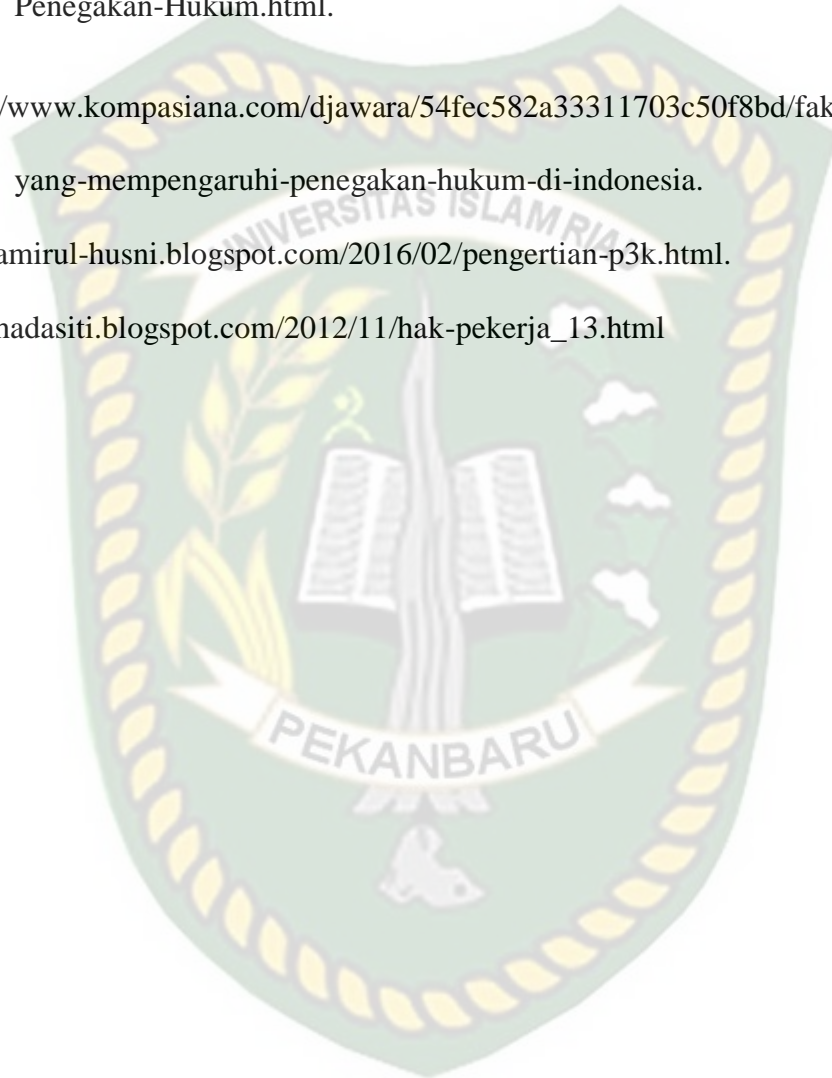 Penegakan-Hukum.html.
/www.kompasiana.com/djawara/54fec582a33311703c50f8bd/fak
yang-mempengaruhi-penegakan-hukum-di-indonesia.
UNIVERSITAS ISLAM RIAU
amirul-husni.blogspot.com/2016/02/pengertian-p3k.html.
nadasiti.blogspot.com/2012/11/hak-pekerja_13.html
PEKANBARU